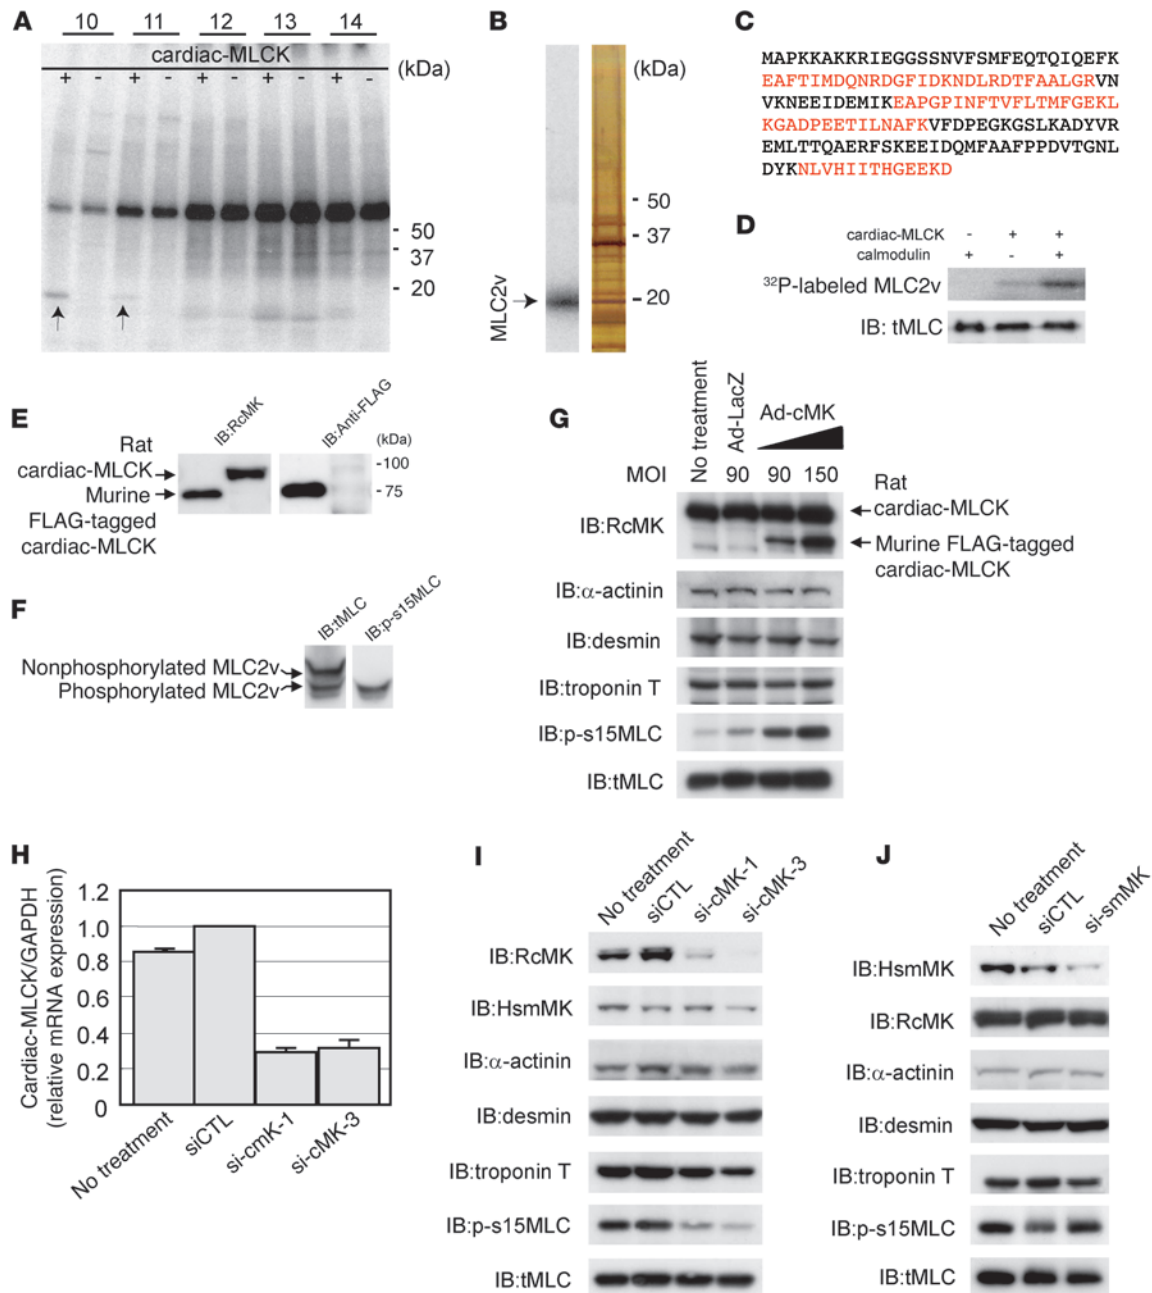 A
10 11 12 13 14
cardiac-MLCK
+ - + - + - + - + -
(kDa)
- 50
- 37
- 20
B
(kDa)
- 50
- 37
- 20
MLC2v
C
MAPKKAKKRIEGGSSNVFSMFEQTQIQEFK
EAFTIMDQNRDGFIDKNDLRDTFAALGRVN
VKNEEIDEMIKEAPGPINFTVFLTMFGEKL
KGADPEETILNAFKVFDPEGKGSLKADYVR
EMLTTQAERFSKEEIDQMFAAFPPDVTGNL
DYKNLVHIITHGEEKD
D
cardiac-MLCK - + +
calmodulin + - +
32P-labeled MLC2v
IB: tMLC
E
IB:RcMK
IB:Anti-FLAG
(kDa)
-100
- 75
Rat
cardiac-MLCK
Murine
FLAG-tagged
cardiac-MLCK
F
IB:tMLC
IB:p-s15MLC
Nonphosphorylated MLC2v
Phosphorylated MLC2v
G
No treatment
Ad-LacZ
Ad-cMK
MOI 90 90 150
IB:RcMK
Rat
cardiac-MLCK
Murine FLAG-tagged
cardiac-MLCK
IB:α-actinin
IB:desmin
IB:troponin T
IB:p-s15MLC
IB:tMLC
H
Cardiac-MLCK/GAPDH
(relative mRNA expression)
1.2
1.0
0.8
0.6
0.4
0.2
0
No treatment
siCTL
si-cmK-1
si-cMK-3
I
No treatment
siCTL
si-cMK-1
si-cMK-3
IB:RcMK
IB:HsmMK
IB:α-actinin
IB:desmin
IB:troponin T
IB:p-s15MLC
IB:tMLC
J
No treatment
siCTL
si-smMK
IB:HsmMK
IB:RcMK
IB:α-actinin
IB:desmin
IB:troponin T
IB:p-s15MLC
IB:tMLC